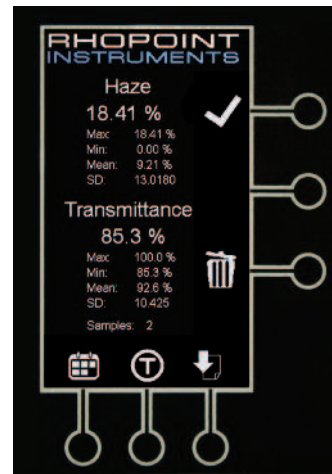 RHOPOINT
INSTRUMENTS
Haze
18.41 %
Max: 18.41 %
Min: 0.00 %
Mean: 9.21 %
SD: 13.0180
Transmittance
85.3 %
Max: 100.0 %
Min: 85.3 %
Mean: 92.6 %
SD: 10.425
Samples: 2
T